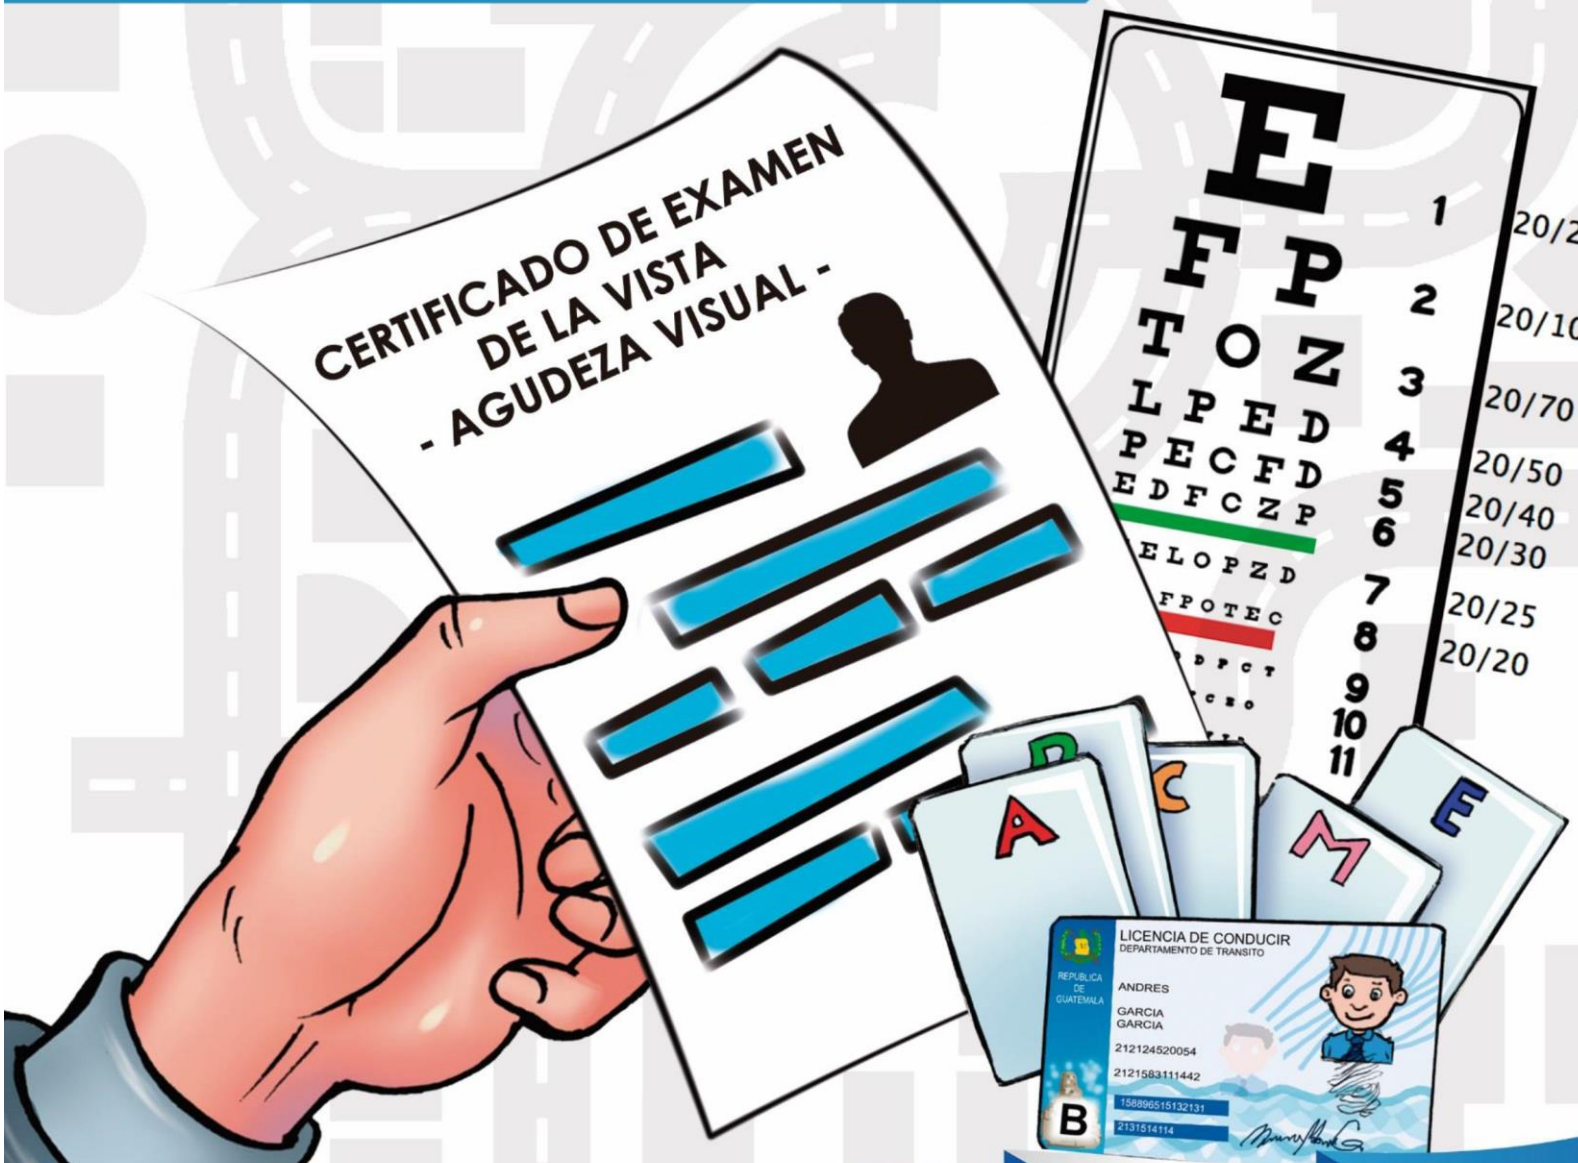 CERTIFICADO DE EXAMEN
DE LA VISTA
- AGUDEZA VISUAL -
E 1
F P 2
T O Z 3 20/70
L P E D 4 20/50
P E C F D 5 20/40
E D F C Z P 6 20/30
E L O P Z D 7 20/25
F P O T E C 8 20/20
D P C T 9
10
11
A
C
M
E
LICENCIA DE CONDUCIR
DEPARTAMENTO DE TRANSITO
REPUBLICA
DE
GUATEMALA
ANDRES
GARCIA
GARCIA
212124520054
2121583111442
158896515132131
2131514114
B